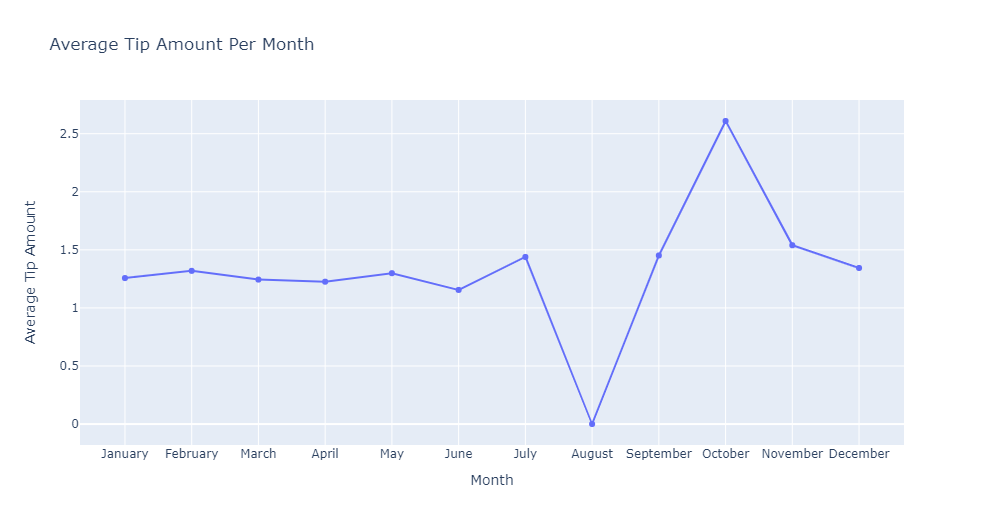 Average Tip Amount Per Month
Average Tip Amount
2.5
2
1.5
1
0.5
0
January February March April May June July August September October November December
Month